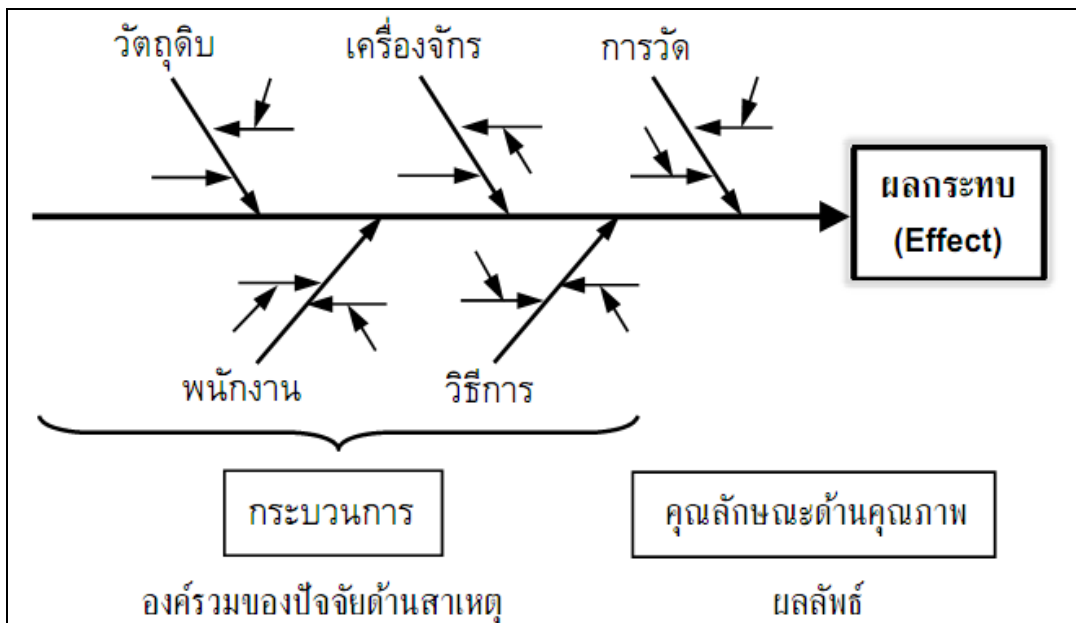 วัตถุดิบ
เครื่องจักร
การวัด
ผลกระทบ
(Effect)
พนักงาน
วิธีการ
กระบวนการ
คุณลักษณะด้านคุณภาพ
องค์รวมของปัจจัยด้านสาเหตุ
ผลลัพธ์